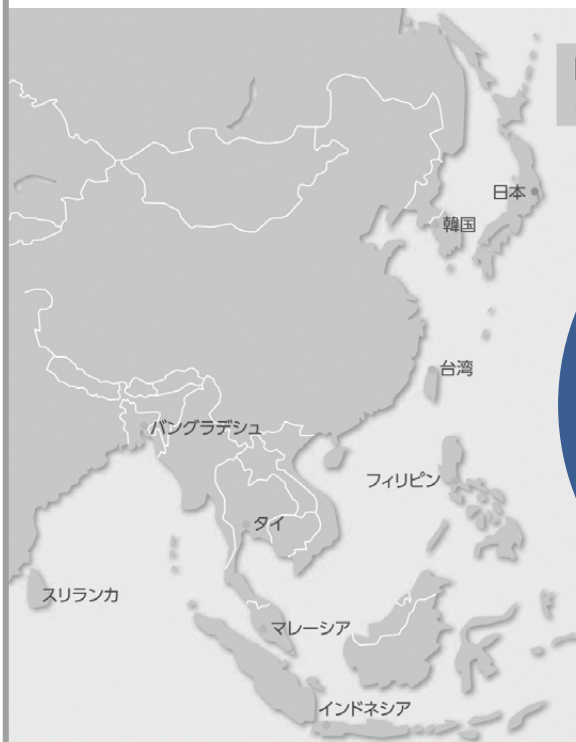 日本
韓国
台湾
バングラデシュ
フィリピン
タイ
スリランカ
マレーシア
インドネシア